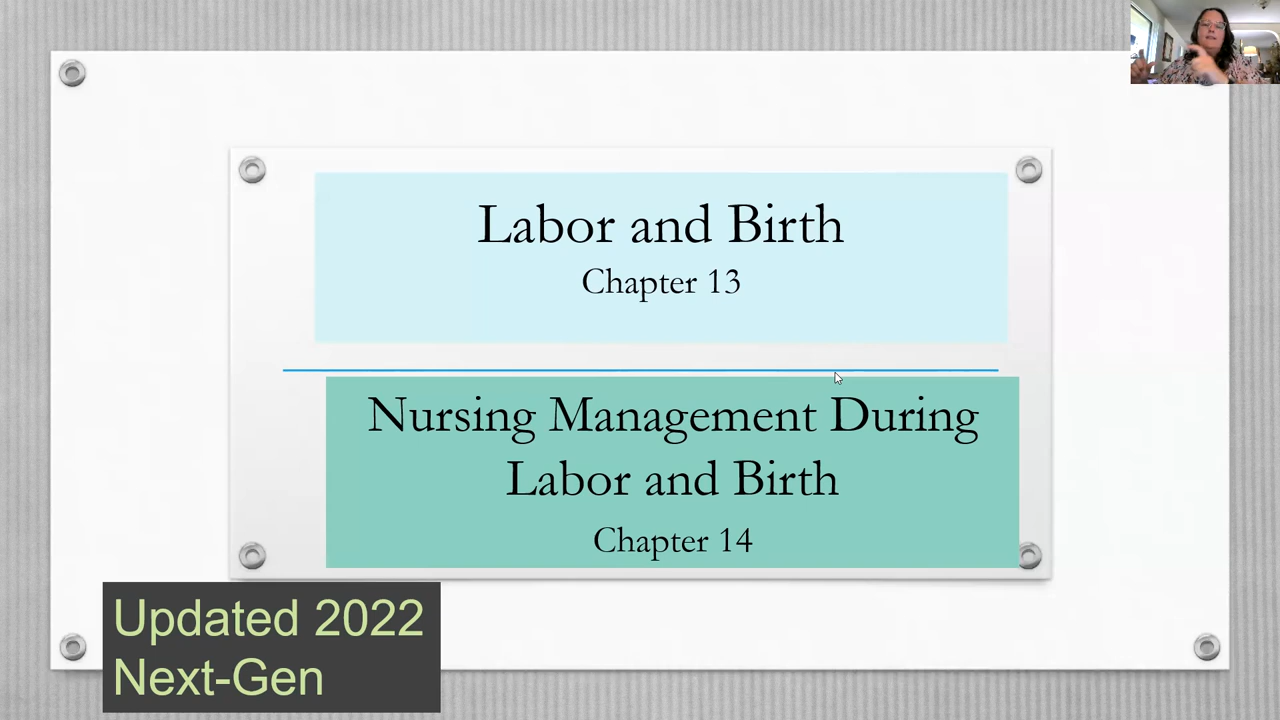 Labor and Birth
Chapter 13
Nursing Management During
Labor and Birth
Chapter 14
Updated 2022
Next-Gen